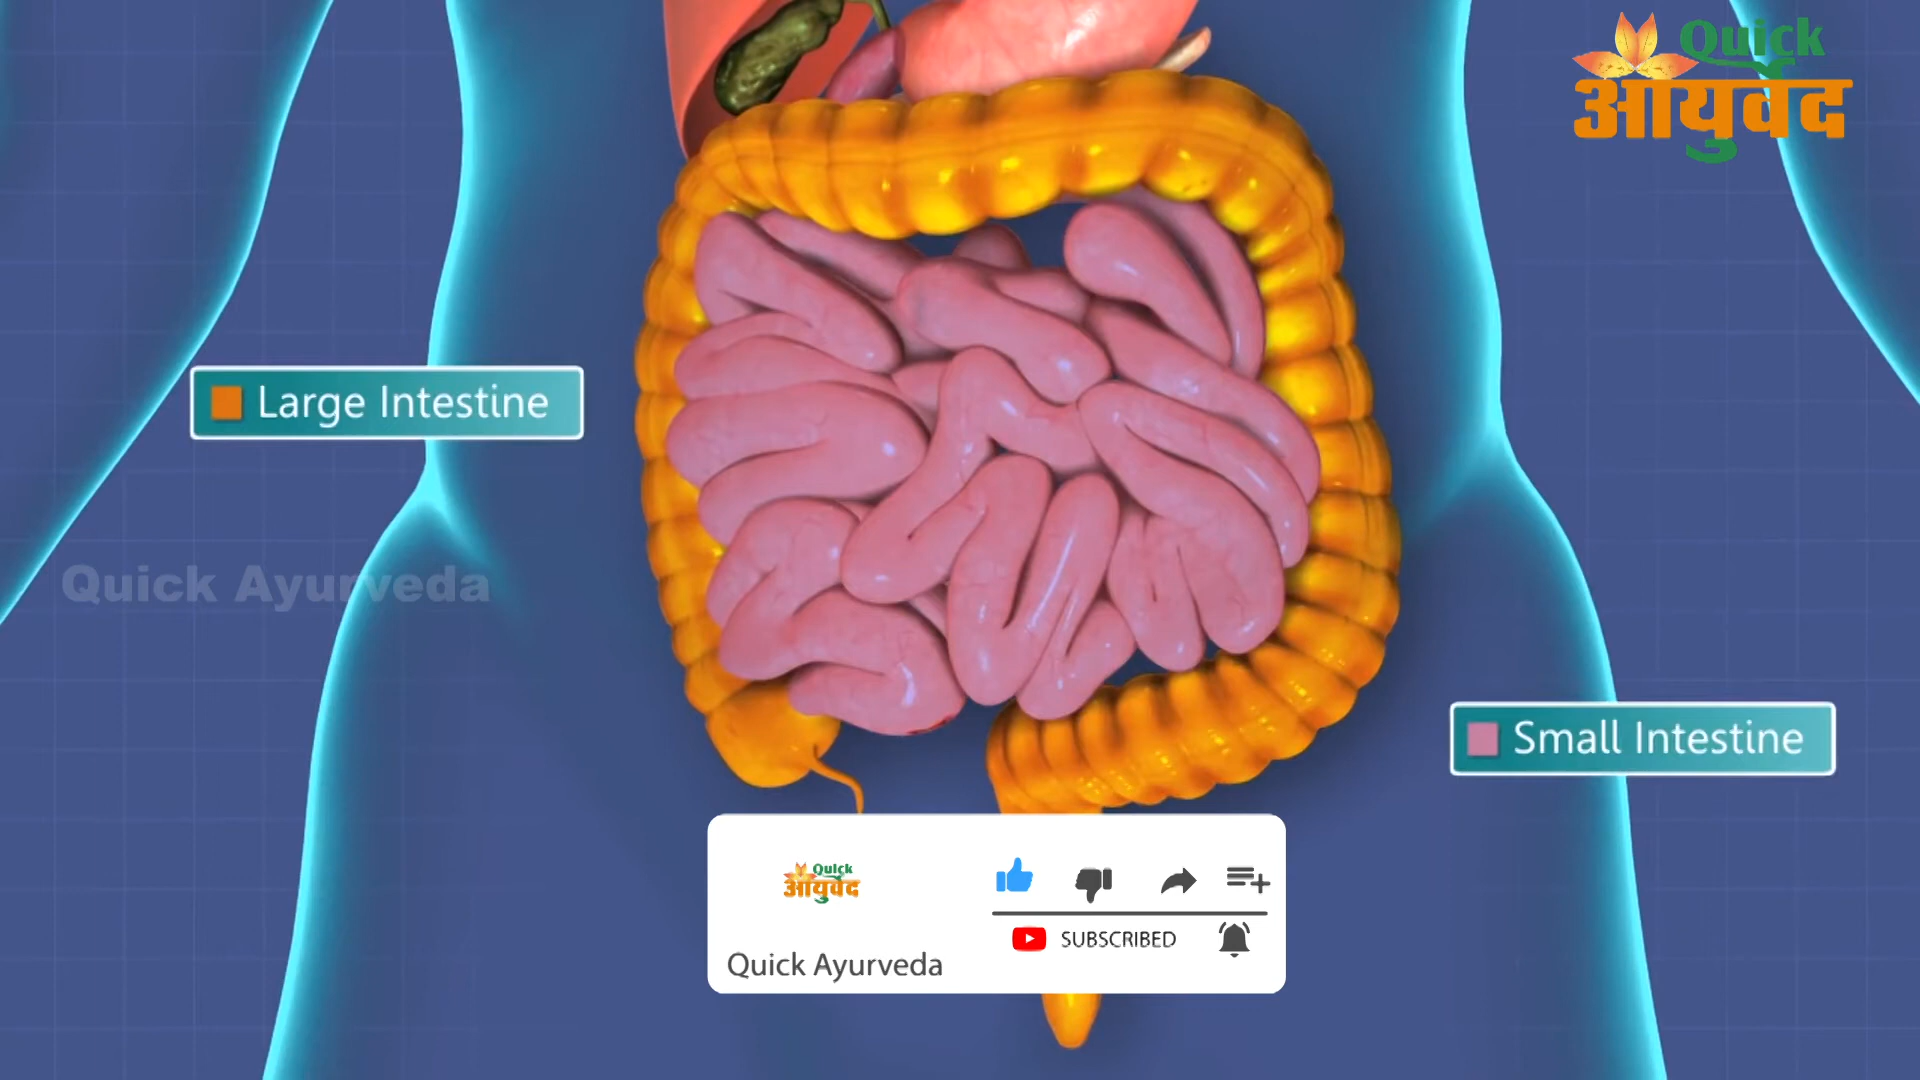 Quick
आयुर्वेद
Large Intestine
Quick Ayurveda
Small Intestine
Quick
आयुर्वेद
SUBSCRIBED
Quick Ayurveda